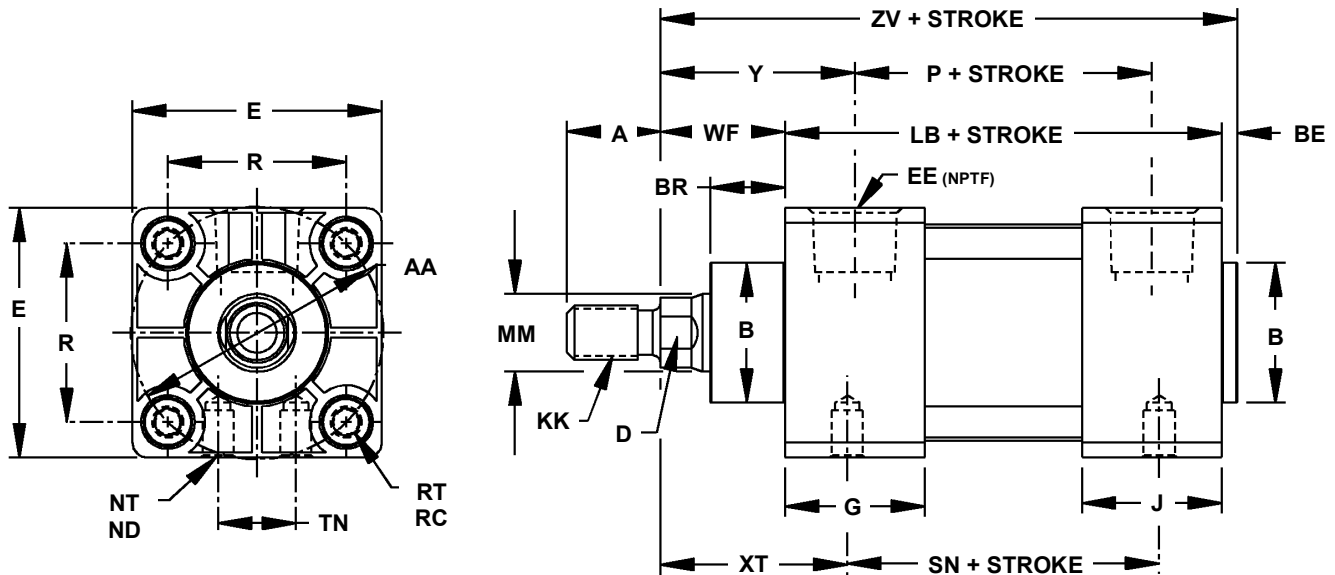 ZV + STROKE
Y
P + STROKE
E
A
WF
LB + STROKE
BE
R
BR
EE (NPTF)
AA
E
R
MM
B
B
KK
D
NT
ND
TN
RT
RC
G
J
XT
SN + STROKE